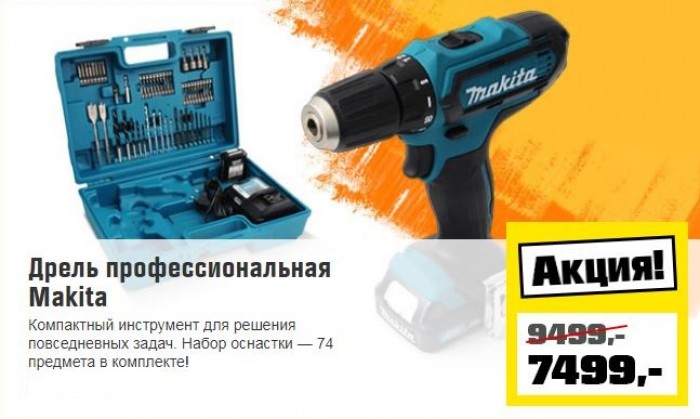 makita
Дрель профессиональная
Makita
Компактный инструмент для решения
повседневных задач. Набор оснастки — 74
предмета в комплекте!
Акция!
9499,-
7499,-